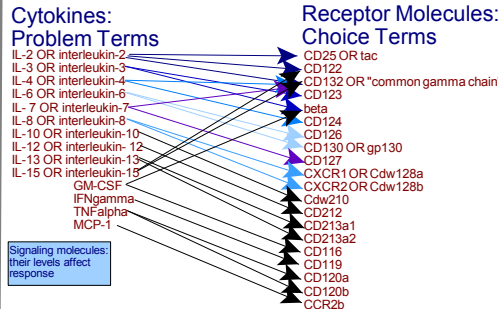 Cytokines:
Problem Terms
IL-2 OR interleukin-2
IL-3 OR interleukin-3
IL-4 OR interleukin-4
IL-6 OR interleukin-6
IL- 7 OR interleukin-7
IL-8 OR interleukin-8
IL-10 OR interleukin-10
IL-12 OR interleukin- 12
IL-13 OR interleukin-13
IL-15 OR interleukin-15
GM-CSF
IFNgamma
TNFalpha
MCP-1
Signaling molecules:
their levels affect
response
Receptor Molecules:
Choice Terms
CD25 OR tac
CD122
CD132 OR "common gamma chain"
CD123
beta
CD124
CD126
CD130 OR gp130
CD127
CXCR1 OR Cdw128a
CXCR2 OR Cdw128b
Cdw210
CD212
CD213a1
CD213a2
CD116
CD119
CD120a
CD120b
CCR2b